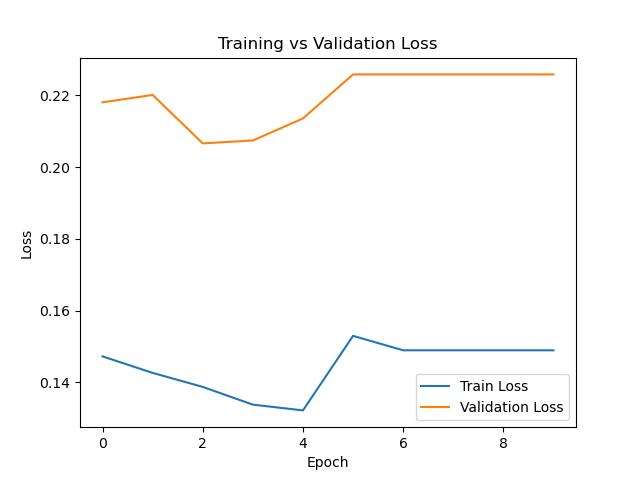 Training vs Validation Loss
0.22
0.20
0.18
0.16
0.14
Loss
0 2 4 6 8
Epoch
Train Loss
Validation Loss